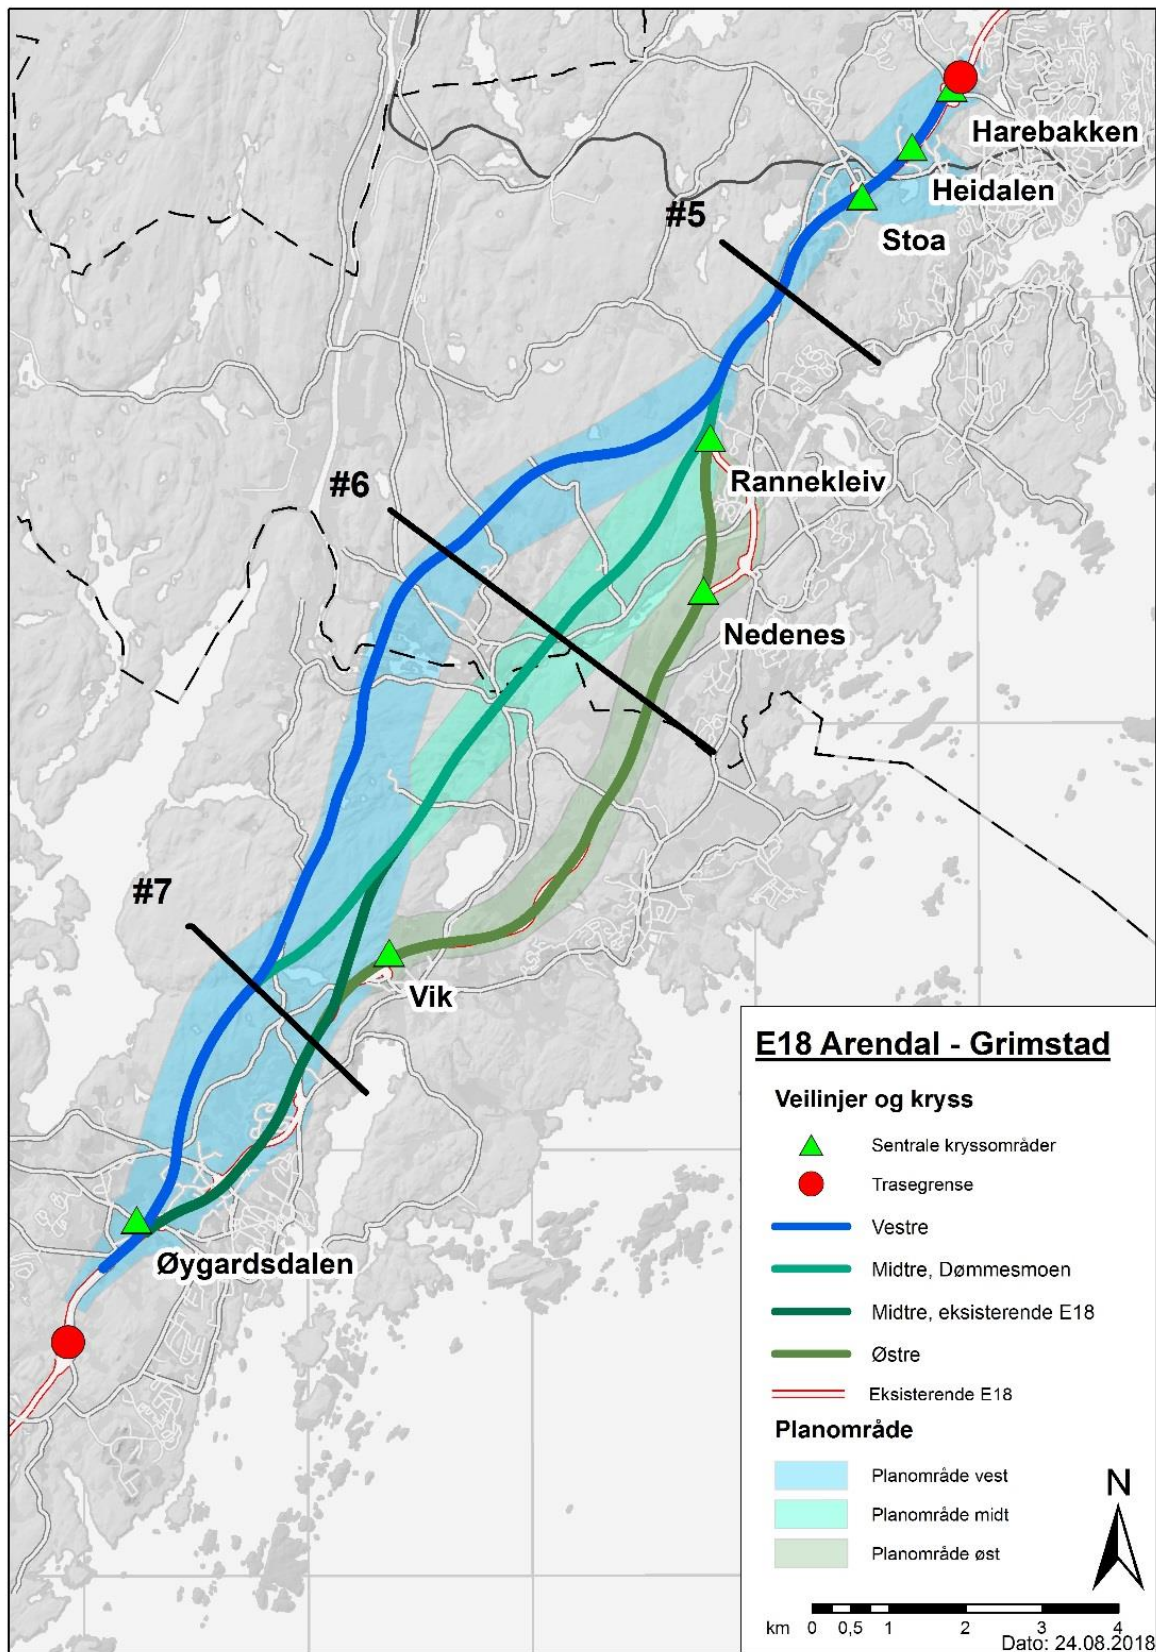 Harebakken
Heidalen
#5
Stoa
#6
Rannekleiv
Nedenes
#7
Vik
Øygardsdalen
E18 Arendal - Grimstad
Veilinjer og kryss
Sentrale kryssområder
Trasegrense
Vestre
Midtre, Dømmesmoen
Midtre, eksisterende E18
Østre
Eksisterende E18
Planområde
Planområde vest
Planområde midt
Planområde øst
N
km 0 0,5 1 2 3 4
Dato: 24.08.2018